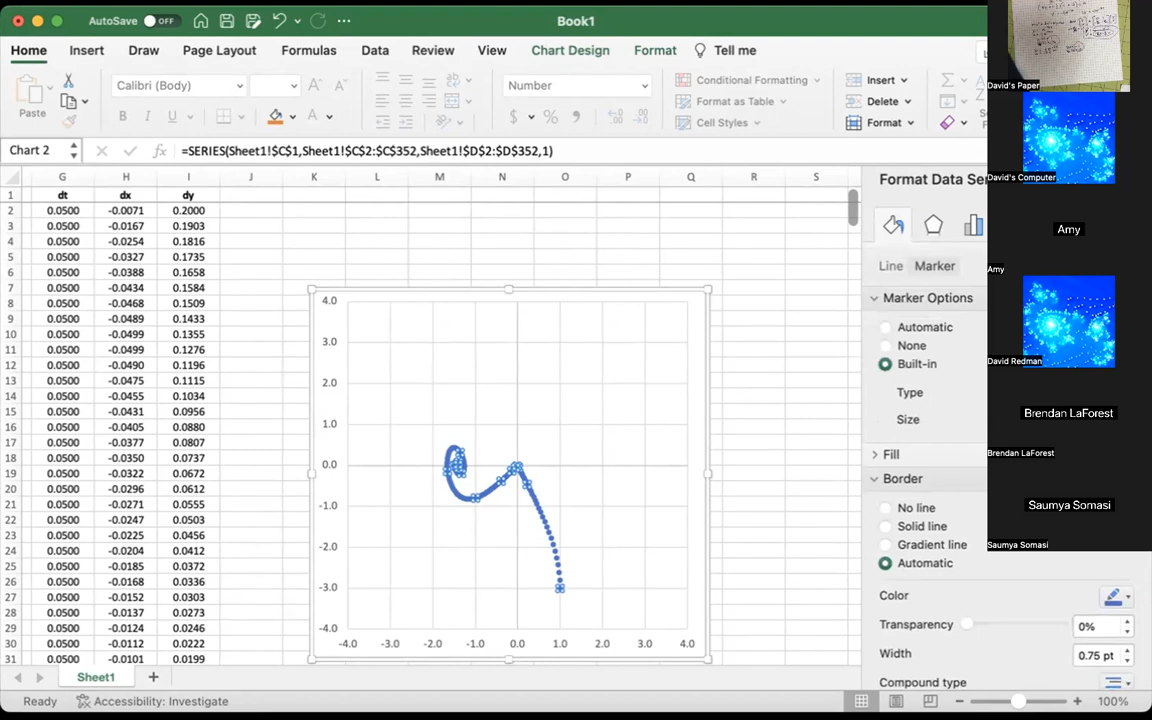 AutoSave OFF Book1
Home Insert Draw Page Layout Formulas Data Review View Chart Design Format Tell me
Paste Calibri (Body) B I U A Number $ % Conditional Formatting Format as Table Cell Styles Insert Delete Format
Chart 2 fx =SERIES(Sheet1!$C$1,Sheet1!$C$2:$C$352,Sheet1!$D$2:$D$352,1)
G H I J K L M N O P Q R S
1 dt dx dy
2 0.0500 -0.0071 0.2000
3 0.0500 -0.0167 0.1903
4 0.0500 -0.0254 0.1816
5 0.0500 -0.0327 0.1735
6 0.0500 -0.0388 0.1658
7 0.0500 -0.0434 0.1584
8 0.0500 -0.0468 0.1509
9 0.0500 -0.0489 0.1433
10 0.0500 -0.0499 0.1355
11 0.0500 -0.0499 0.1276
12 0.0500 -0.0490 0.1196
13 0.0500 -0.0475 0.1115
14 0.0500 -0.0455 0.1034
15 0.0500 -0.0431 0.0956
16 0.0500 -0.0405 0.0880
17 0.0500 -0.0377 0.0807
18 0.0500 -0.0350 0.0737
19 0.0500 -0.0322 0.0672
20 0.0500 -0.0296 0.0612
21 0.0500 -0.0271 0.0555
22 0.0500 -0.0247 0.0503
23 0.0500 -0.0225 0.0456
24 0.0500 -0.0204 0.0412
25 0.0500 -0.0185 0.0372
26 0.0500 -0.0168 0.0336
27 0.0500 -0.0152 0.0303
28 0.0500 -0.0137 0.0273
29 0.0500 -0.0124 0.0246
30 0.0500 -0.0112 0.0222
31 0.0500 -0.0101 0.0199
4.0
3.0
2.0
1.0
0.0
-1.0
-2.0
-3.0
-4.0
-4.0 -3.0 -2.0 -1.0 0.0 1.0 2.0 3.0 4.0
Format Data Ser
Line Marker
Marker Options
Automatic
None
Built-in
Type
Size
Fill
Border
No line
Solid line
Gradient line
Automatic
Color
Transparency 0%
Width 0.75 pt
Compound type
David's Paper
David's Computer
Amy
Amy
David Redman
Brendan LaForest
Brendan LaForest
Saumya Somasi
Saumya Somasi
Sheet1
Ready Accessibility: Investigate 100%